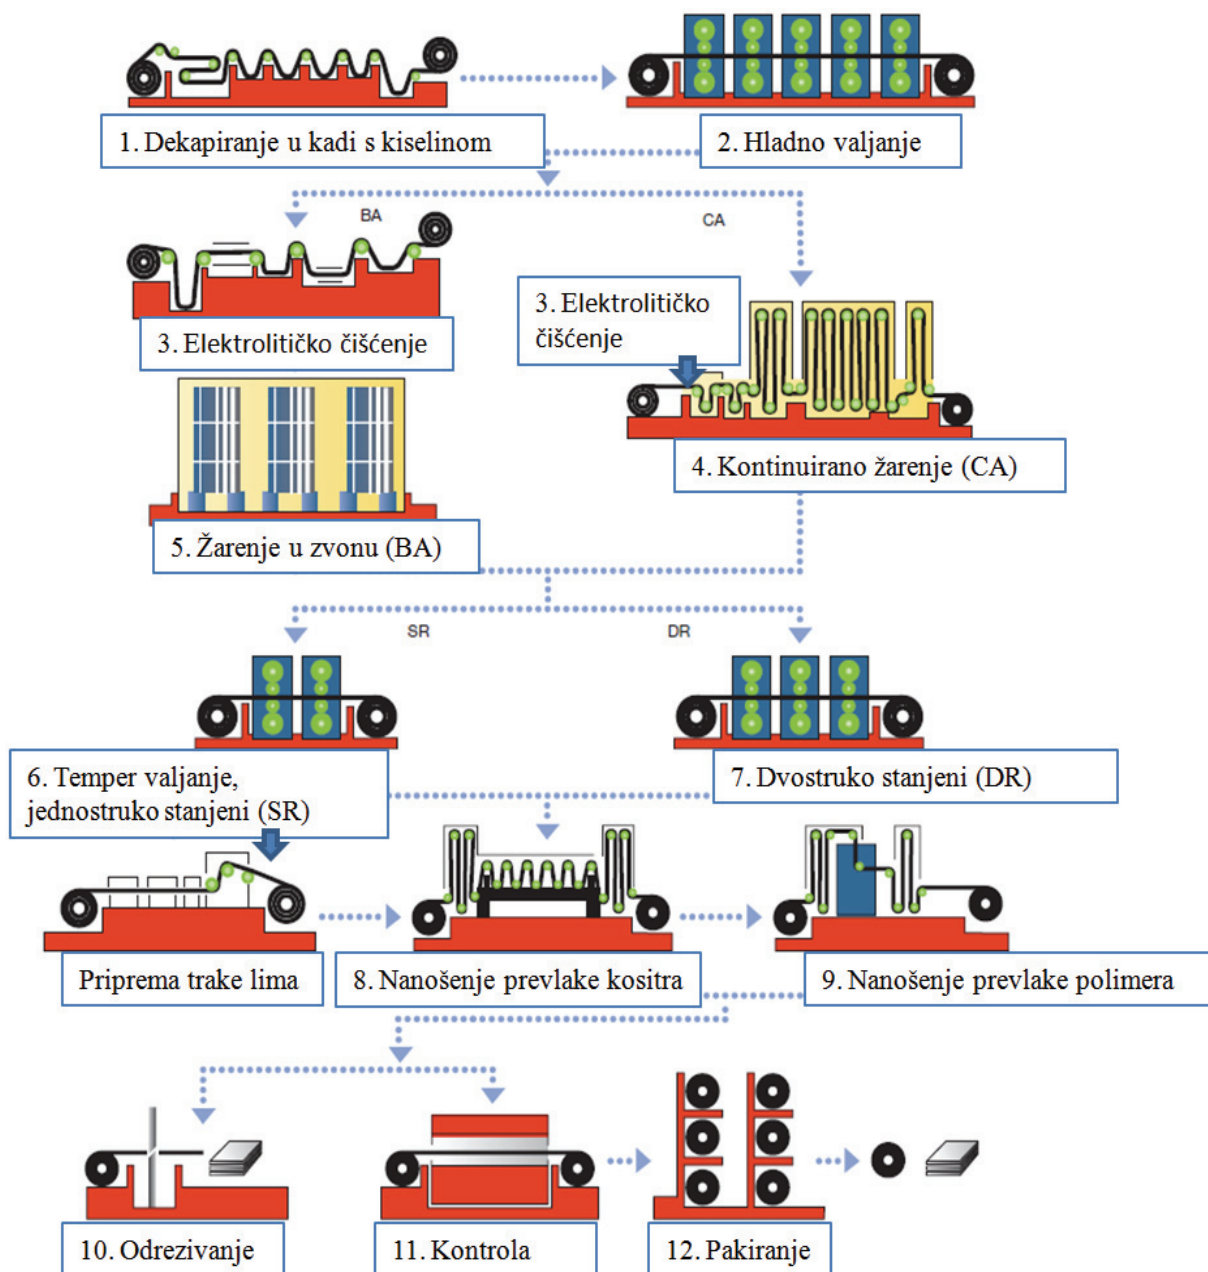 1. Dekapiranje u kadi s kiselinom
2. Hladno valjanje
BA
CA
3. Elektrolitičko čišćenje
3. Elektrolitičko
čišćenje
4. Kontinuirano žarenje (CA)
5. Žarenje u zvonu (BA)
SR
DR
6. Temper valjanje,
jednostruko stanjeni (SR)
7. Dvostruko stanjeni (DR)
Priprema trake lima
8. Nanošenje prevlake kositra
9. Nanošenje prevlake polimera
10. Odrezivanje
11. Kontrola
12. Pakiranje